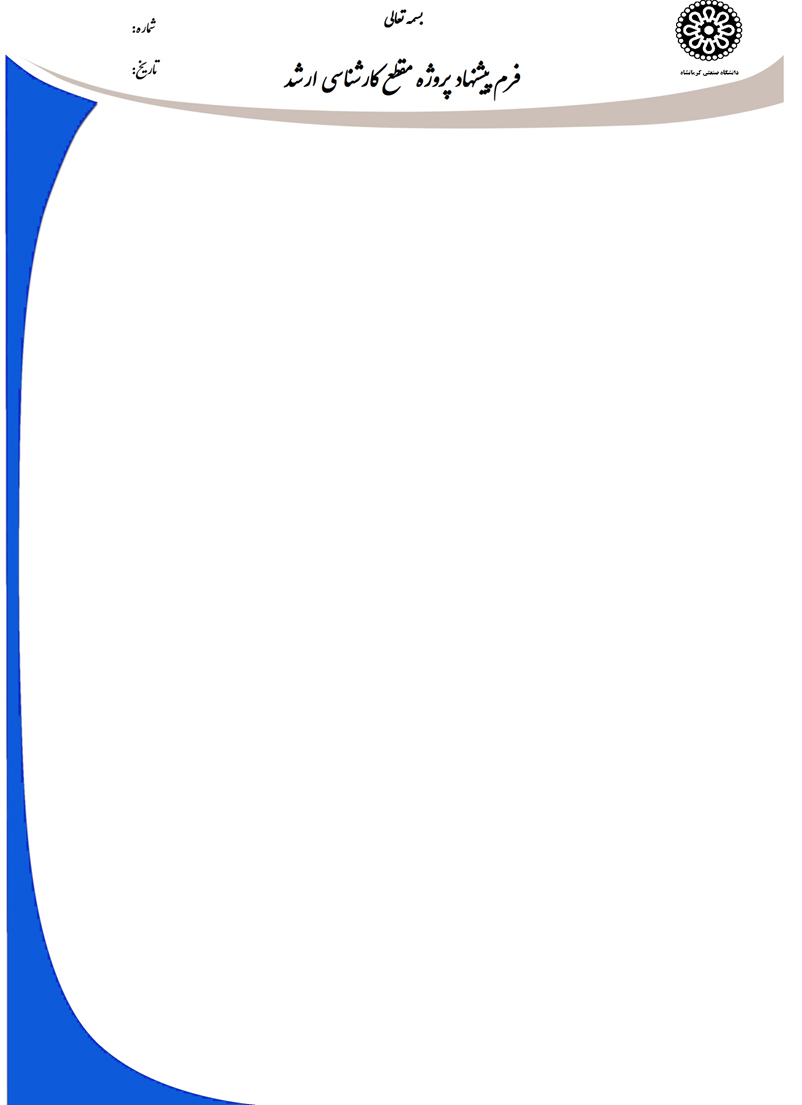 بسمه تعالی
شماره:
دانشگاه صنعتی کرمانشاه
فرم پیشنهاد پروژه مقطع کارشناسی ارشد
تاریخ: